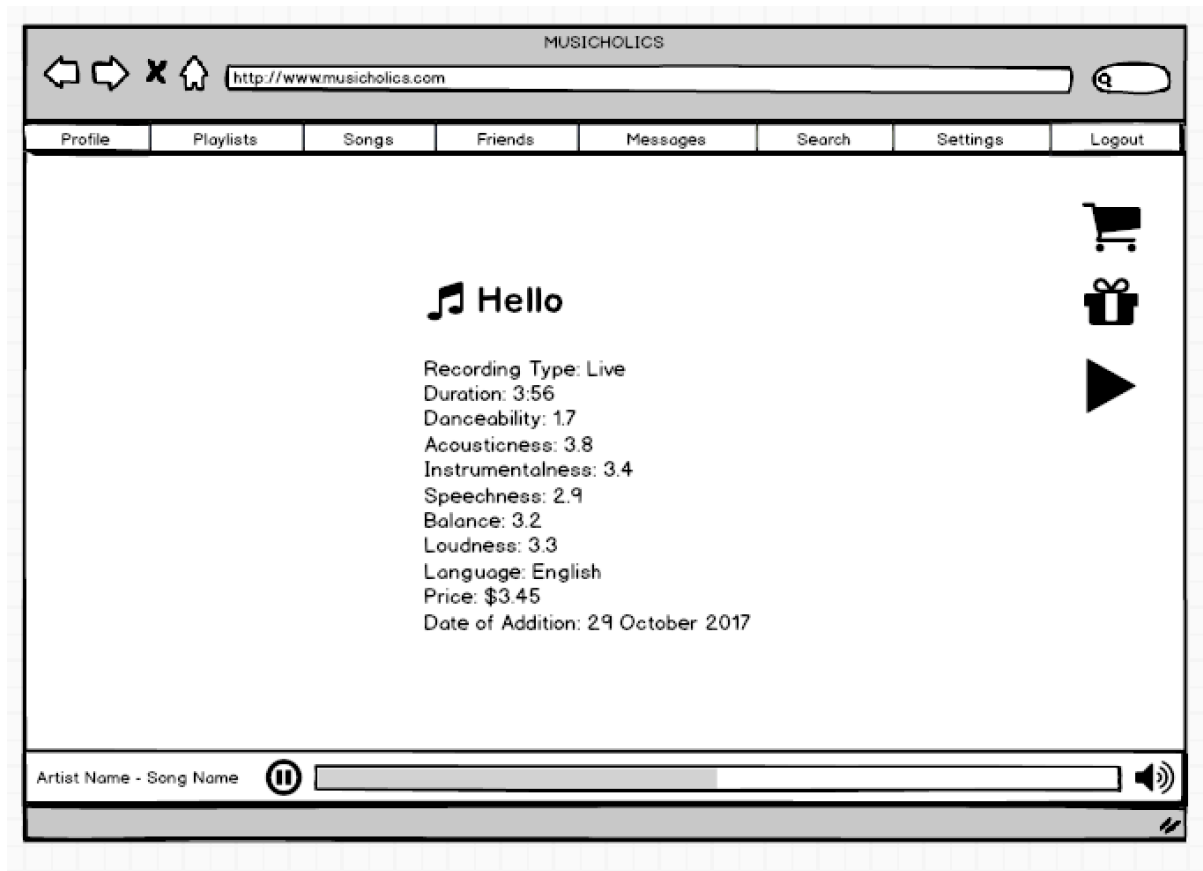 MUSICHOLICS
http://www.musicholics.com
Profile Playlists Songs Friends Messages Search Settings Logout
Hello
Recording Type: Live
Duration: 3:56
Danceability: 1.7
Acousticness: 3.8
Instrumentalness: 3.4
Speechness: 2.9
Balance: 3.2
Loudness: 3.3
Language: English
Price: $3.45
Date of Addition: 29 October 2017
Artist Name - Song Name